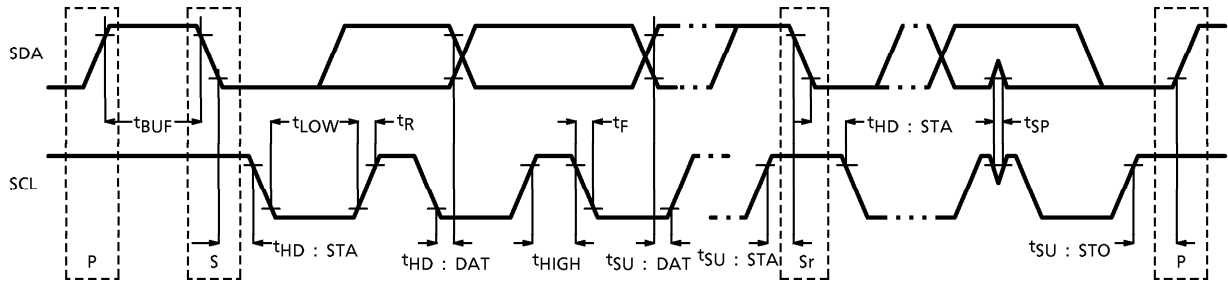 SDA
tBUF
tLOW
tR
tF
tHD : STA
tSP
SCL
tHD : STA
tHD : DAT
tHIGH
tSU : DAT
tSU : STA
tSU : STO
P
S
Sr
P